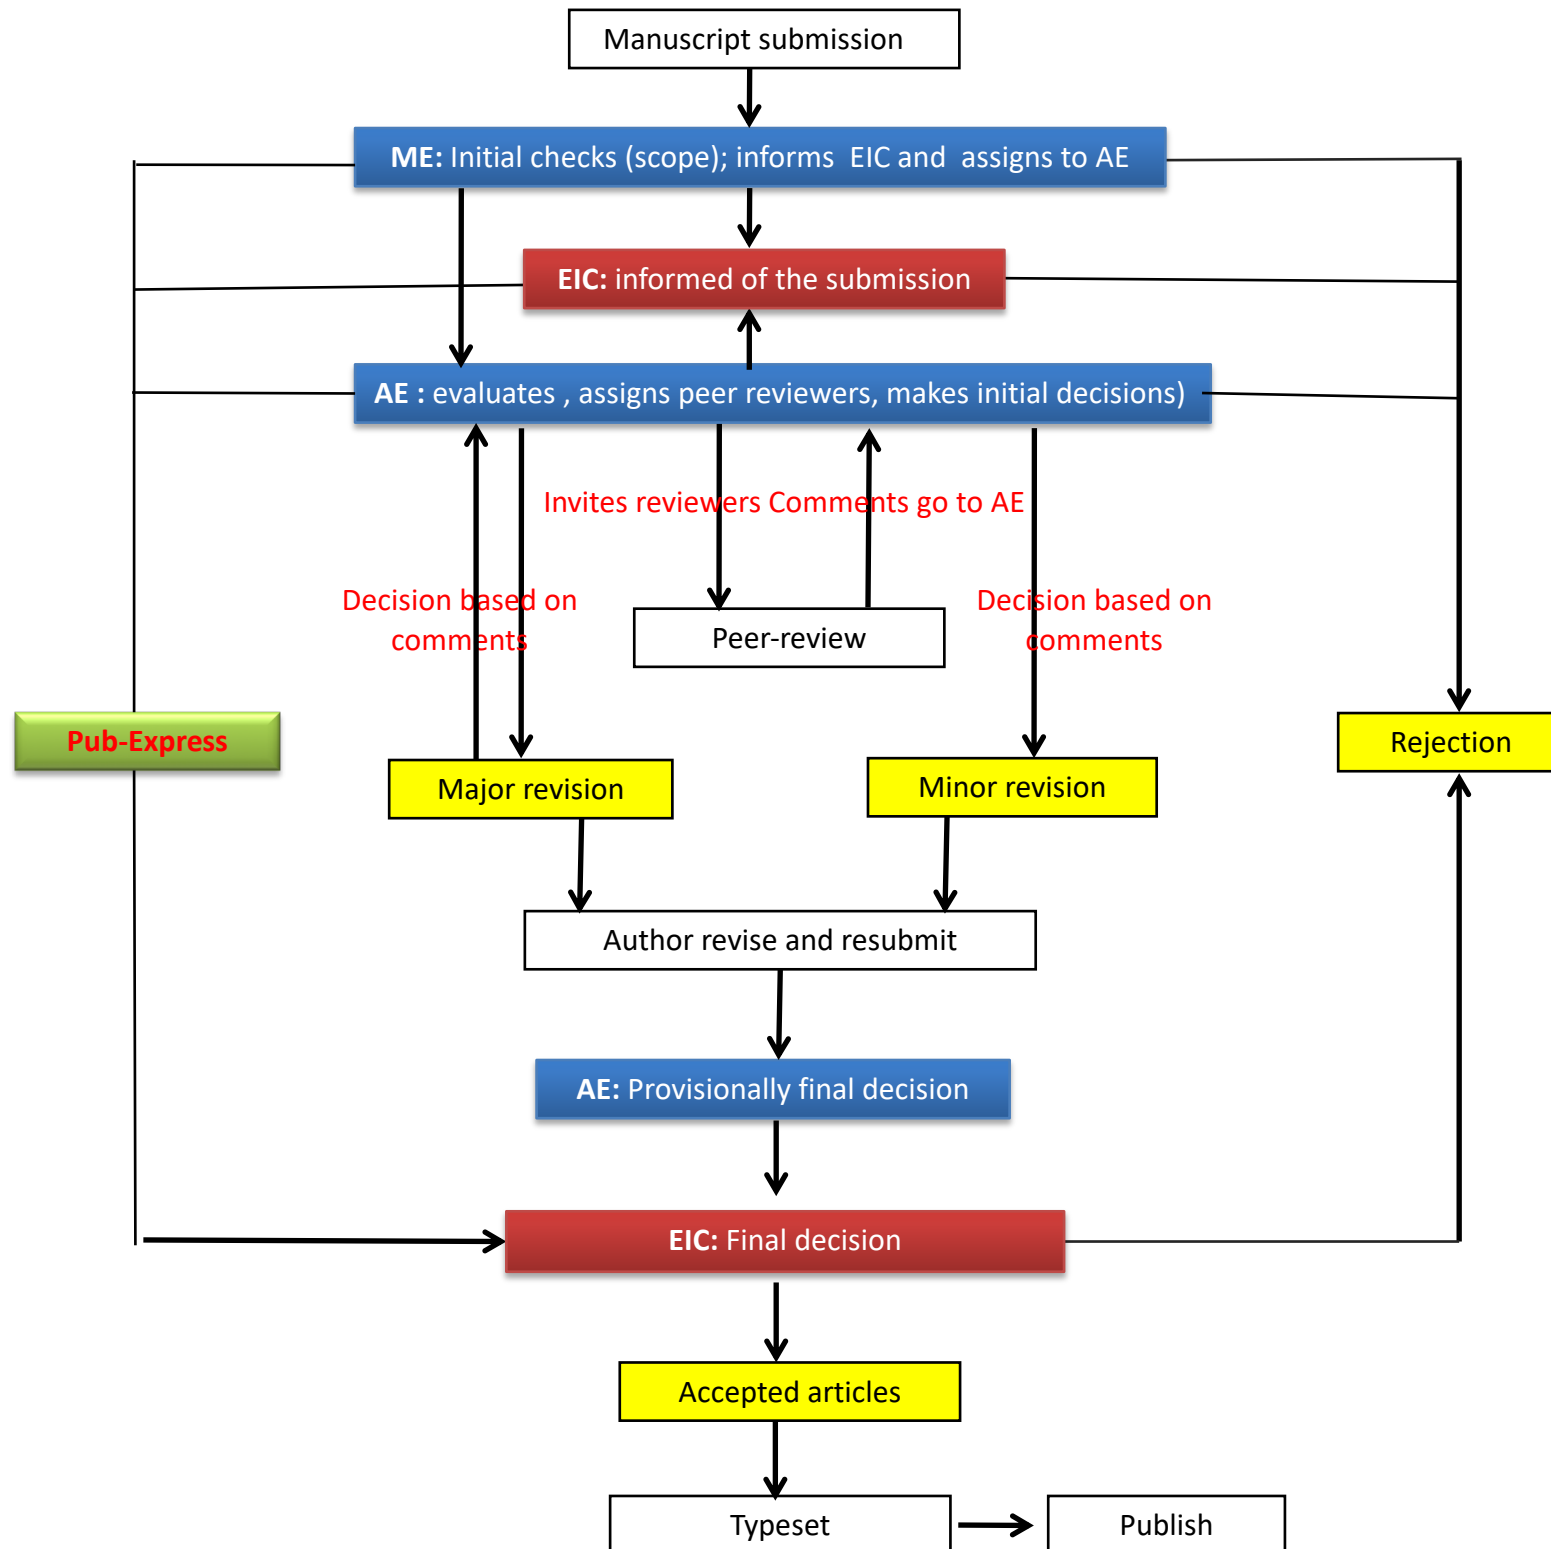 Manuscript submission
ME: Initial checks (scope); informs  EIC and  assigns to AE
EIC: informed of the submission
AE : evaluates , assigns peer reviewers, makes initial decisions)
Invites reviewers Comments go to AE
Decision based on
comments
Decision based on
comments
Peer-review
Pub-Express
Rejection
Major revision
Minor revision
Author revise and resubmit
AE: Provisionally final decision
EIC: Final decision
Accepted articles
Typeset
Publish